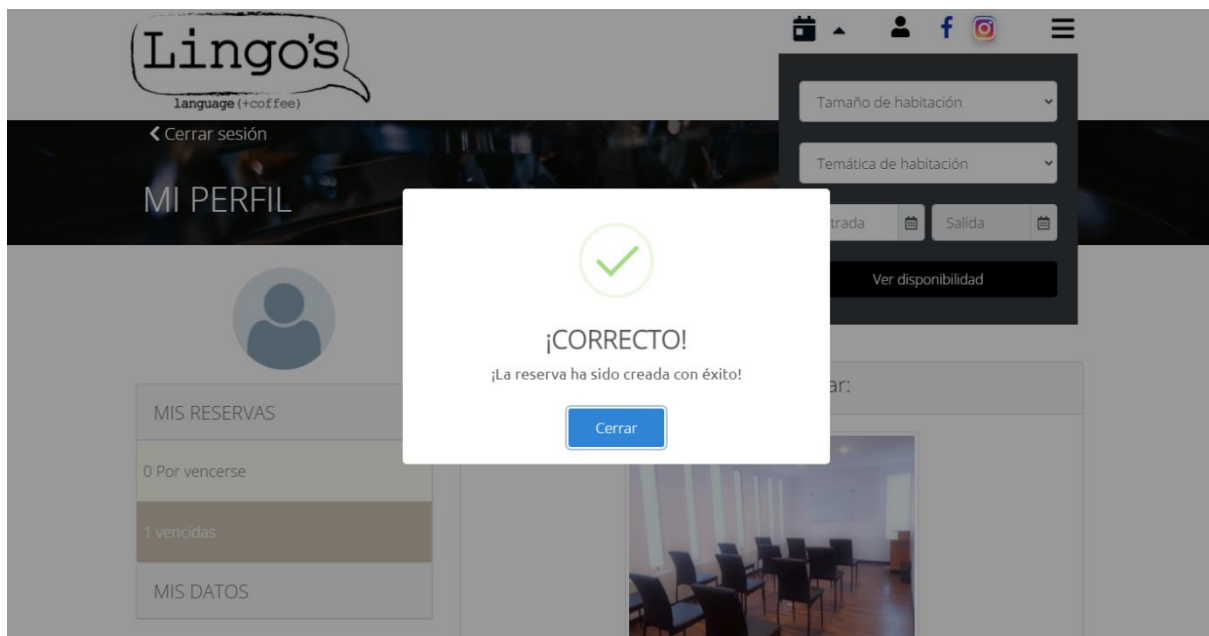 Lingo's
language (+coffee)
Cerrar sesión
MI PERFIL
Tamaño de habitación
Temática de habitación
trada
Salida
Ver disponibilidad
¡CORRECTO!
¡La reserva ha sido creada con éxito!
Cerrar
ar:
MIS RESERVAS
0 Por vencerse
1 vencidas
MIS DATOS